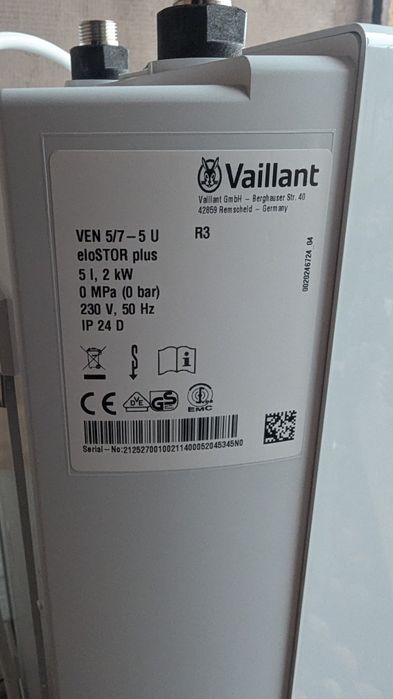 Vaillant
Vaillant GmbH – Berghauser Str. 40
42859 Remscheid – Germany
VEN 5/7–5 U R3
eloSTOR plus
5 l, 2 kW
0 MPa (0 bar)
230 V, 50 Hz
IP 24 D
0020246724_04
i
CE
DVE GS
EMC
Serial–No:21252700100211400052045345N0